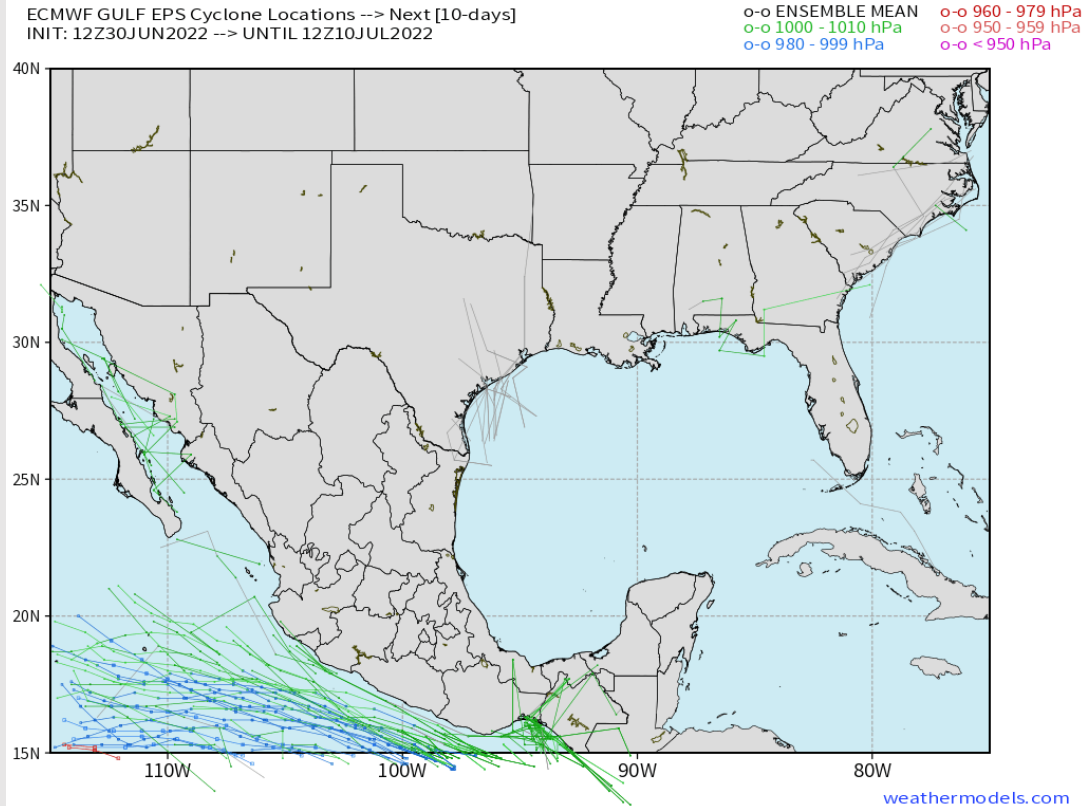 ECMWF GULF EPS Cyclone Locations --> Next [10-days]
INIT: 12Z30JUN2022 --> UNTIL 12Z10JUL2022
o-o ENSEMBLE MEAN
o-o 1000 - 1010 hPa
o-o 980 - 999 hPa
o-o 960 - 979 hPa
o-o 950 - 959 hPa
o-o < 950 hPa
40N
35N
30N
25N
20N
15N
110W
100W
90W
80W
weathermodels.com